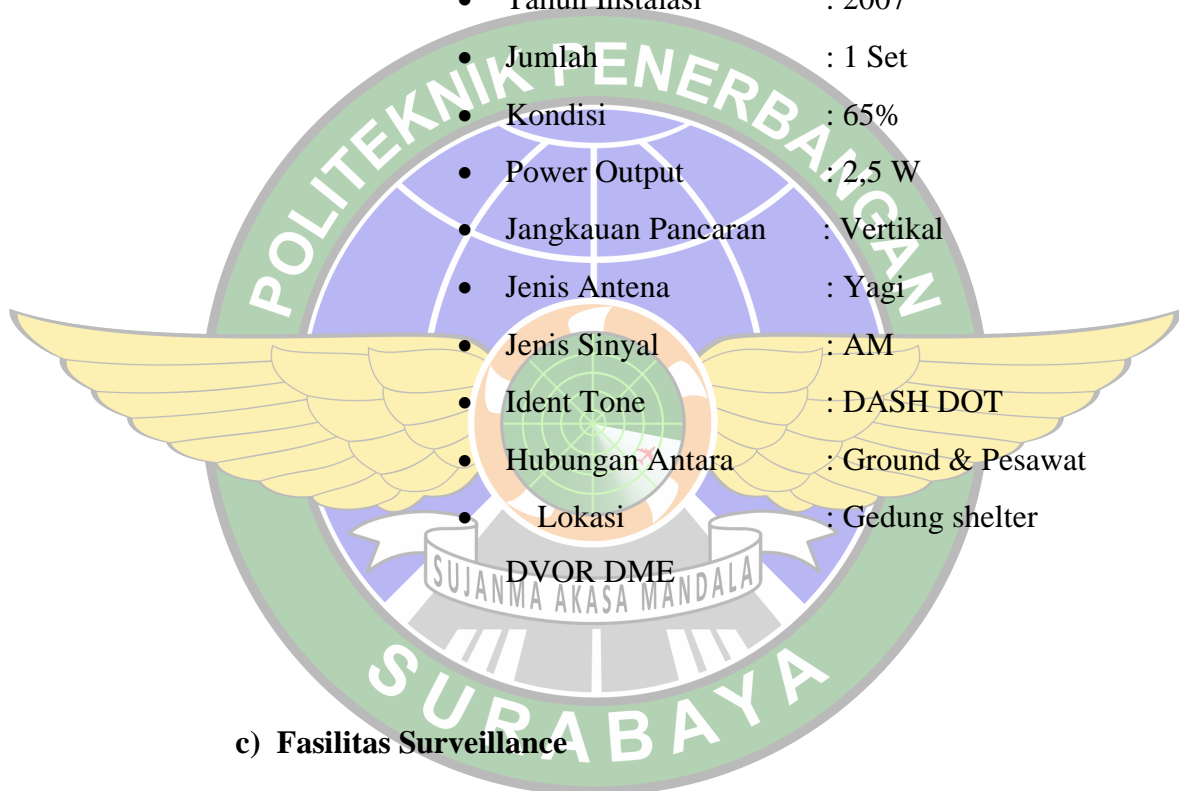 • Tahun Instalasi : 2007
• Jumlah : 1 Set
• Kondisi : 65%
• Power Output : 2,5 W
• Jangkauan Pancaran : Vertikal
• Jenis Antena : Yagi
• Jenis Sinyal : AM
• Ident Tone : DASH DOT
• Hubungan Antara : Ground & Pesawat
• Lokasi : Gedung shelter
DVOR DME
c) Fasilitas Surveillance
POLITEKNIK PENERBANGAN
SUJANMA AKASA MANDALA
SURABAYA